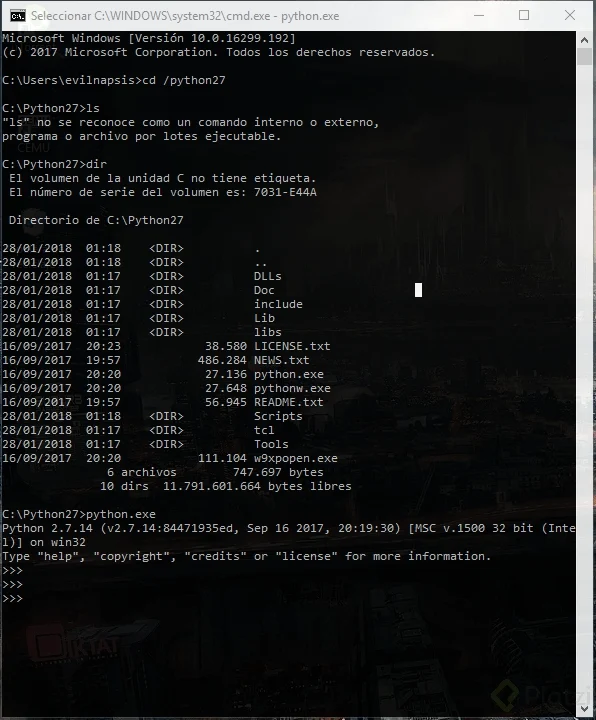 Seleccionar C:\WINDOWS\system32\cmd.exe - python.exe
Microsoft Windows [Versión 10.0.16299.192]
(c) 2017 Microsoft Corporation. Todos los derechos reservados.
C:\Users\evilnapsis>cd /python27
C:\Python27>ls
"ls" no se reconoce como un comando interno o externo,
programa o archivo por lotes ejecutable.
CEMU
C:\Python27>dir
 El volumen de la unidad C no tiene etiqueta.
 El número de serie del volumen es: 7031-E44A
 Directorio de C:\Python27
28/01/2018  01:18    <DIR>          .
28/01/2018  01:18    <DIR>          ..
28/01/2018  01:17    <DIR>          DLLs
28/01/2018  01:17    <DIR>          Doc
28/01/2018  01:17    <DIR>          include
28/01/2018  01:17    <DIR>          Lib
28/01/2018  01:17    <DIR>          libs
16/09/2017  20:23            38.580 LICENSE.txt
16/09/2017  19:57           486.284 NEWS.txt
16/09/2017  20:20            27.136 python.exe
16/09/2017  20:20            27.648 pythonw.exe
16/09/2017  19:57            56.945 README.txt
28/01/2018  01:18    <DIR>          Scripts
28/01/2018  01:17    <DIR>          tcl
28/01/2018  01:17    <DIR>          Tools
16/09/2017  20:20           111.104 w9xpopen.exe
               6 archivos        747.697 bytes
              10 dirs  11.791.601.664 bytes libres
C:\Python27>python.exe
Python 2.7.14 (v2.7.14:84471935ed, Sep 16 2017, 20:19:30) [MSC v.1500 32 bit (Inte
l)] on win32
Type "help", "copyright", "credits" or "license" for more information.
>>>
>>>
>>>
DIKTAT
Platzi